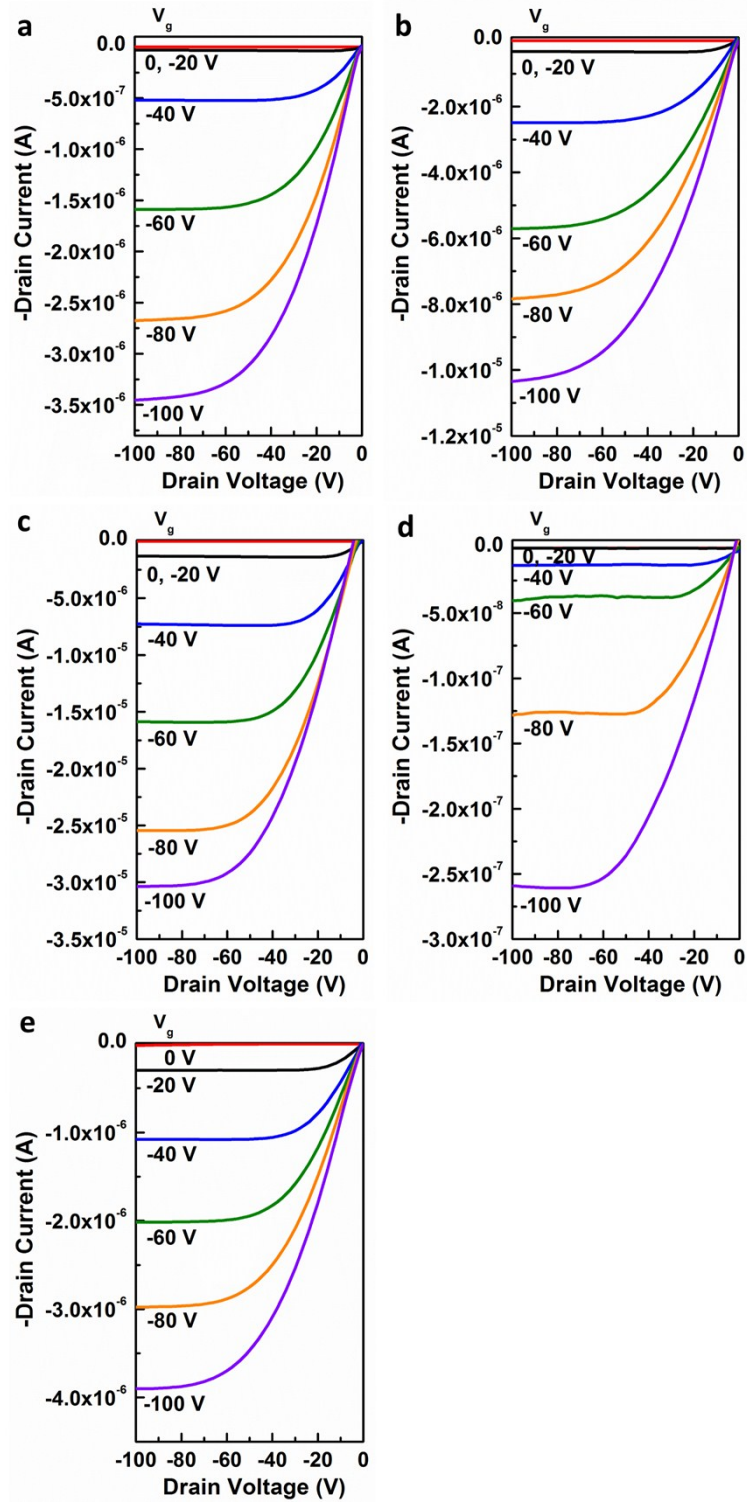 a
V_g
0.0
0, -20 V
-5.0x10^-7
-40 V
-1.0x10^-6
-1.5x10^-6
-60 V
-2.0x10^-6
-2.5x10^-6
-80 V
-3.0x10^-6
-3.5x10^-6
-100 V
-Drain Current (A)
-100 -80 -60 -40 -20 0
Drain Voltage (V)
b
V_g
0.0
0, -20 V
-2.0x10^-6
-40 V
-4.0x10^-6
-60 V
-6.0x10^-6
-80 V
-8.0x10^-6
-1.0x10^-5
-100 V
-1.2x10^-5
-Drain Current (A)
-100 -80 -60 -40 -20 0
Drain Voltage (V)
c
V_g
0.0
0, -20 V
-5.0x10^-6
-40 V
-1.0x10^-5
-1.5x10^-5
-60 V
-2.0x10^-5
-2.5x10^-5
-80 V
-3.0x10^-5
-100 V
-3.5x10^-5
-Drain Current (A)
-100 -80 -60 -40 -20 0
Drain Voltage (V)
d
V_g
0.0
0, -20 V
-40 V
-5.0x10^-8
-60 V
-1.0x10^-7
-80 V
-1.5x10^-7
-2.0x10^-7
-2.5x10^-7
-100 V
-3.0x10^-7
-Drain Current (A)
-100 -80 -60 -40 -20 0
Drain Voltage (V)
e
V_g
0.0
0 V
-20 V
-1.0x10^-6
-40 V
-2.0x10^-6
-60 V
-3.0x10^-6
-80 V
-4.0x10^-6
-100 V
-Drain Current (A)
-100 -80 -60 -40 -20 0
Drain Voltage (V)